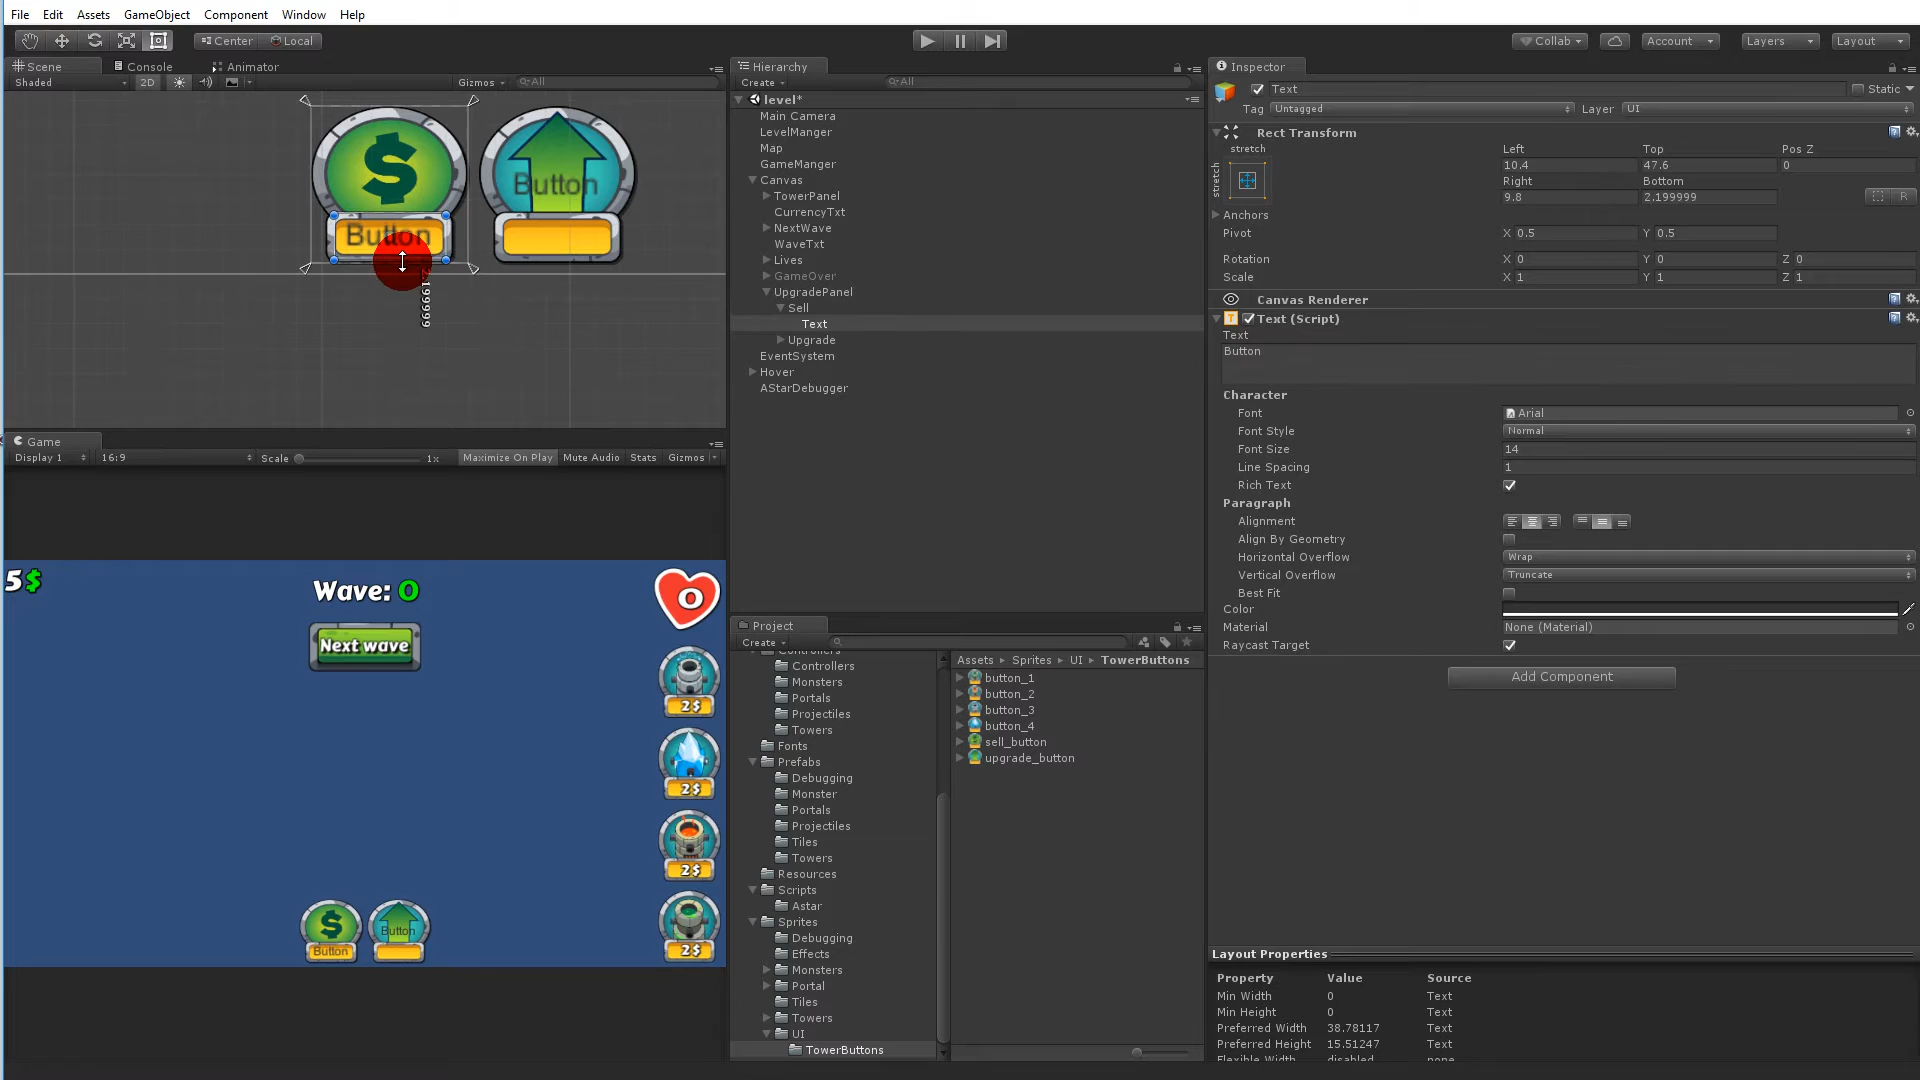 File Edit Assets GameObject Component Window Help
Center Local
Collab Account Layers Layout
Scene Console Animator
Shaded 2D Gizmos All
Button
Button
19999
Game
Display 1 16:9 Scale 1x Maximize On Play Mute Audio Stats Gizmos
5$
Wave: 0
0
Next wave
2$
2$
2$
2$
Button
Button
Hierarchy
Create All
level*
Main Camera
LevelManger
Map
GameManger
Canvas
TowerPanel
CurrencyTxt
NextWave
WaveTxt
Lives
GameOver
UpgradePanel
Sell
Text
Upgrade
EventSystem
Hover
AStarDebugger
Project
Create
Controllers
Controllers
Monsters
Portals
Projectiles
Towers
Fonts
Prefabs
Debugging
Monster
Portals
Projectiles
Tiles
Towers
Resources
Scripts
Astar
Sprites
Debugging
Effects
Monsters
Portal
Tiles
Towers
UI
TowerButtons
Assets Sprites UI TowerButtons
button_1
button_2
button_3
button_4
sell_button
upgrade_button
Inspector
Text Static
Tag Untagged Layer UI
Rect Transform
stretch Left Top Pos Z
stretch 10.4 47.6 0
Right Bottom
9.8 2.199999 R
Anchors
Pivot X 0.5 Y 0.5
Rotation X 0 Y 0 Z 0
Scale X 1 Y 1 Z 1
Canvas Renderer
Text (Script)
Text
Button
Character
Font Arial
Font Style Normal
Font Size 14
Line Spacing 1
Rich Text
Paragraph
Alignment
Align By Geometry
Horizontal Overflow Wrap
Vertical Overflow Truncate
Best Fit
Color
Material None (Material)
Raycast Target
Add Component
Layout Properties
Property Value Source
Min Width 0 Text
Min Height 0 Text
Preferred Width 38.78117 Text
Preferred Height 15.51247 Text
Flexible Width disabled none